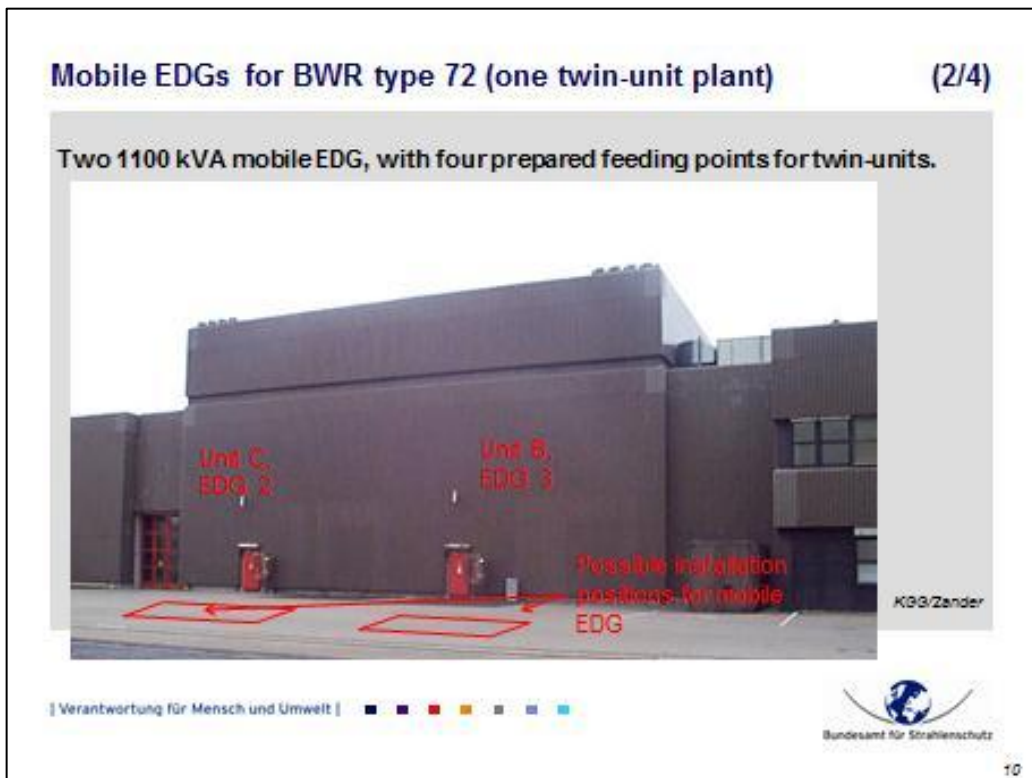 Mobile EDGs for BWR type 72 (one twin-unit plant) (2/4)
Two 1100 kVA mobile EDG, with four prepared feeding points for twin-units.
Unit C, Unit B,
EDG 2 EDG 3
Possible installation
positions for mobile
EDG
KGG/Zander
| Verantwortung für Mensch und Umwelt |
Bundesamt für Strahlenschutz
10